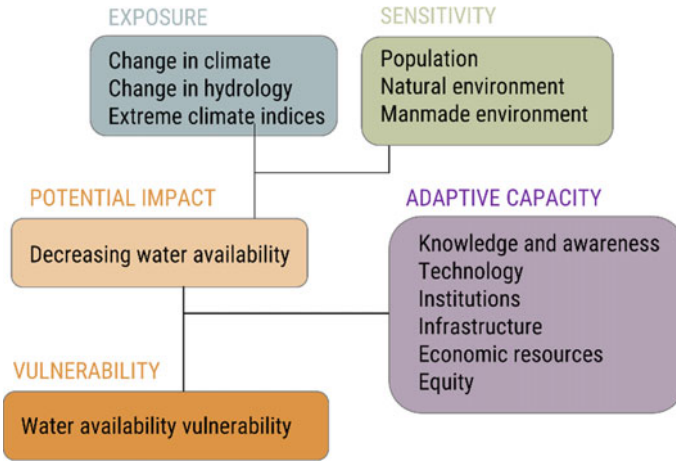 EXPOSURE
SENSITIVITY
Change in climate
Change in hydrology
Extreme climate indices
Population
Natural environment
Manmade environment
POTENTIAL IMPACT
ADAPTIVE CAPACITY
Decreasing water availability
Knowledge and awareness
Technology
Institutions
Infrastructure
Economic resources
Equity
VULNERABILITY
Water availability vulnerability